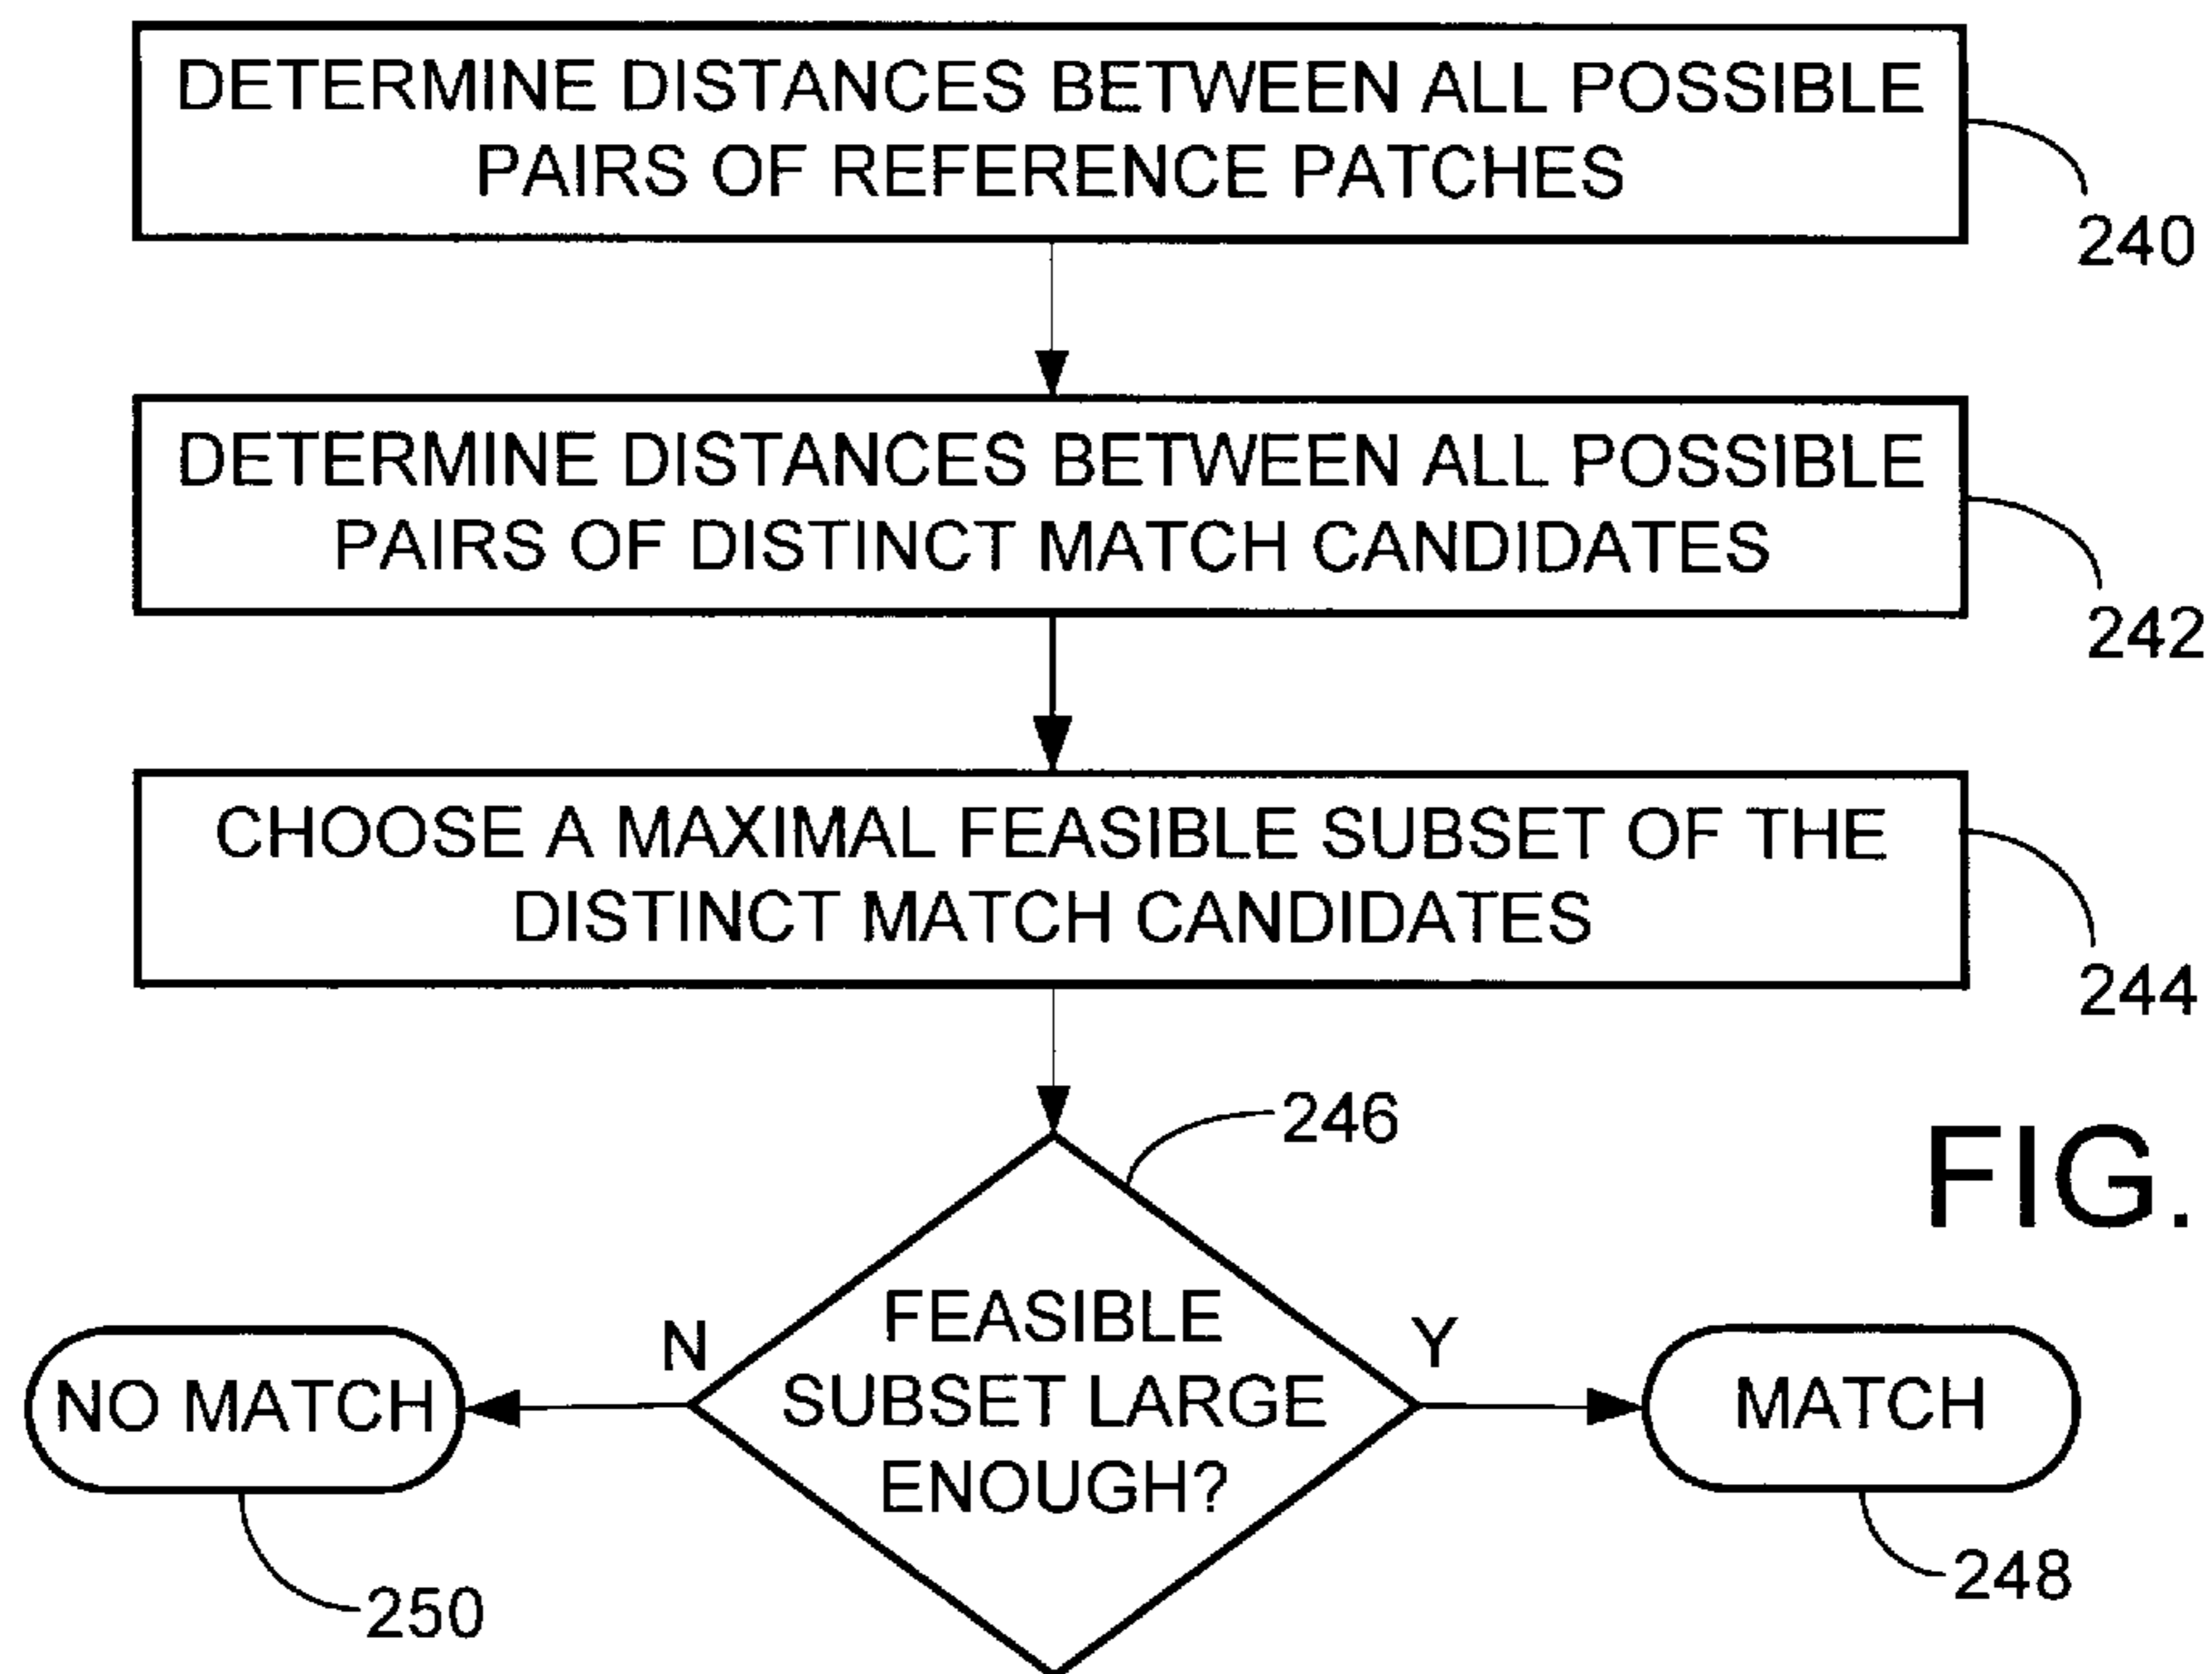 DETERMINE DISTANCES BETWEEN ALL POSSIBLE
PAIRS OF REFERENCE PATCHES
240
DETERMINE DISTANCES BETWEEN ALL POSSIBLE
PAIRS OF DISTINCT MATCH CANDIDATES
242
CHOOSE A MAXIMAL FEASIBLE SUBSET OF THE
DISTINCT MATCH CANDIDATES
244
246
FIG.
N
FEASIBLE
SUBSET LARGE
ENOUGH?
Y
NO MATCH
MATCH
250
248